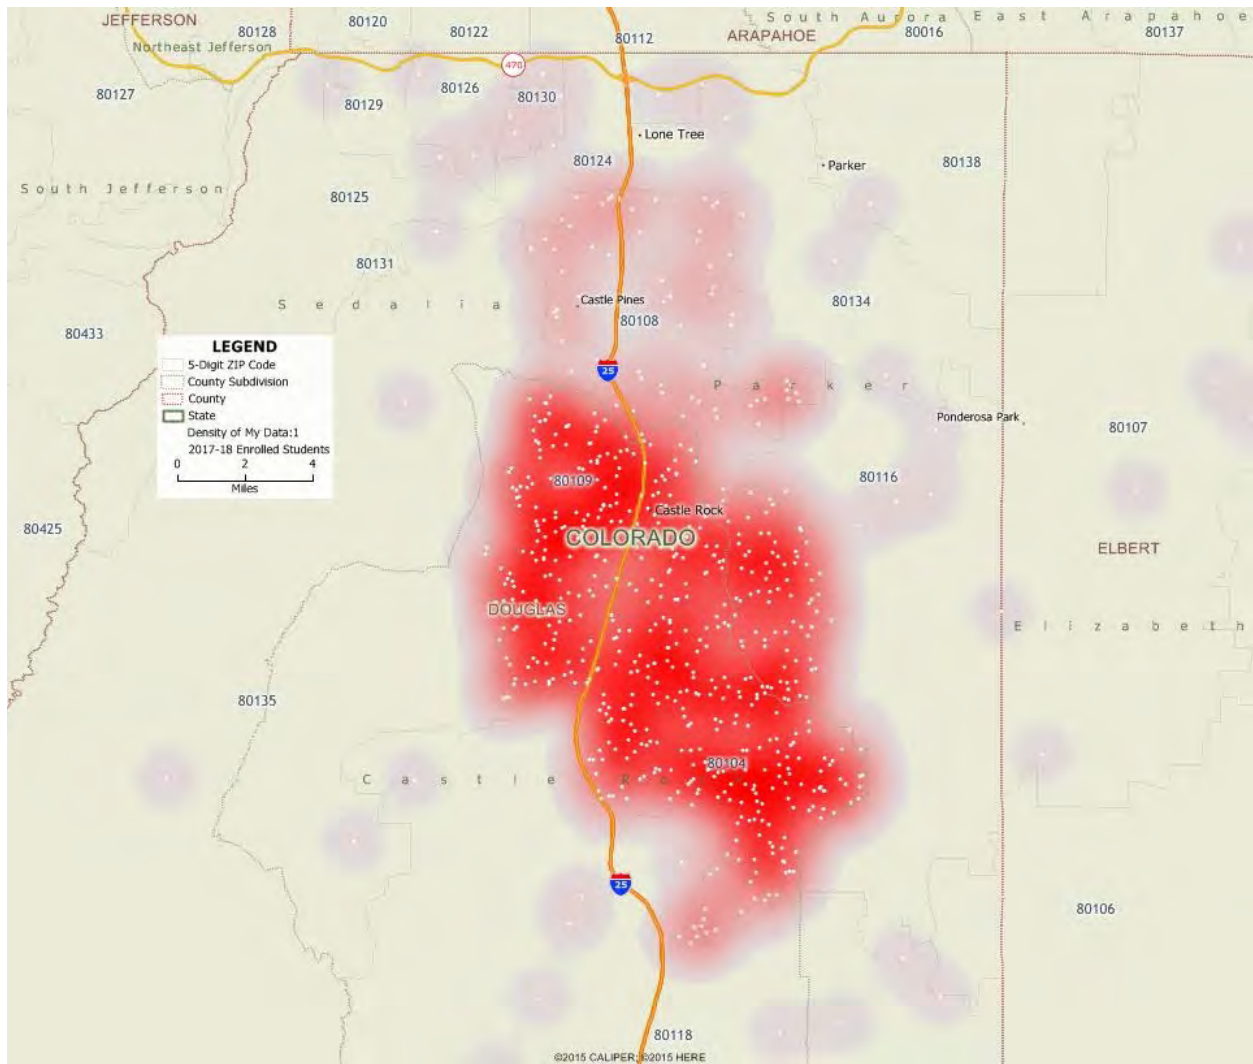 JEFFERSON
80120
South Aurora East Arapahoe
80128
80122
80112
ARAPAHOE
80016
80137
Northeast Jefferson
470
80127
80129
80126
80130
Lone Tree
80124
Parker
80138
South Jefferson
80125
80131
Sedalia
Castle Pines
80134
80433
80108
LEGEND
5-Digit ZIP Code
County Subdivision
County
State
Density of My Data:1
2017-18 Enrolled Students
0 2 4
Miles
25
Parker
Ponderosa Park
80107
80109
80116
80425
Castle Rock
COLORADO
ELBERT
DOUGLAS
Elizabeth
80135
80104
Castle Rock
25
80106
80118
©2015 CALIPER; ©2015 HERE